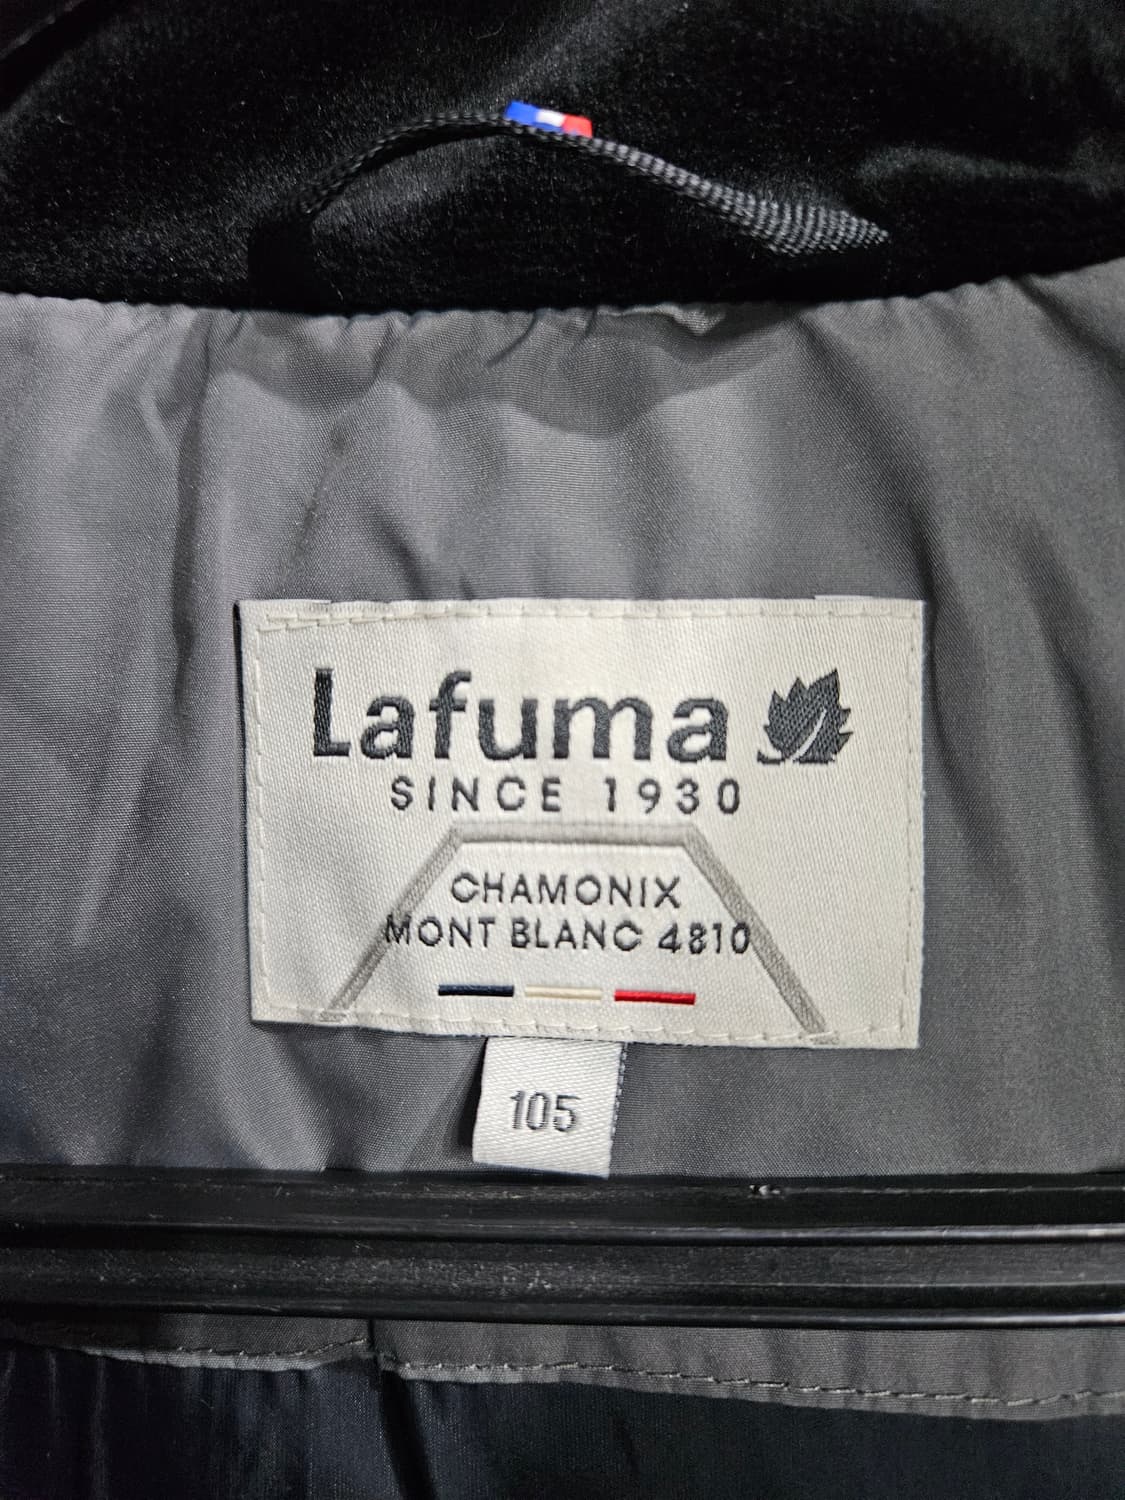 Lafuma
SINCE 1930
CHAMONIX
MONT BLANC 4810
105